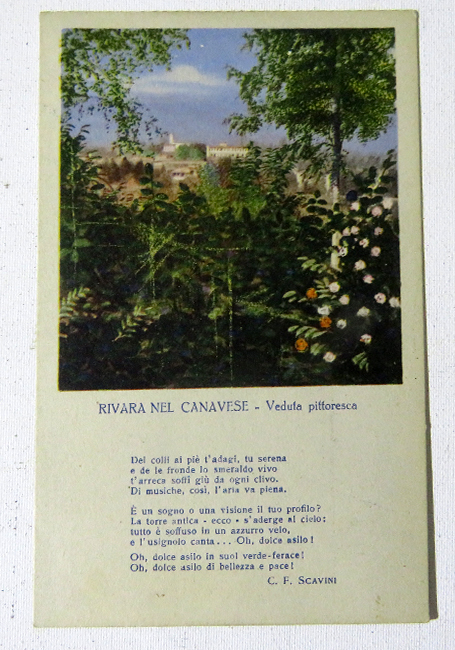 RIVARA NEL CANAVESE - Veduta pittoresca
Dei colli ai piè t'adagi, tu serena
e de le fronde lo smeraldo vivo
t'arreca soffi giù da ogni clivo.
Di musiche, così, l'aria va piena.
È un sogno o una visione il tuo profilo?
La torre antica - ecco - s'aderge al cielo;
tutto è soffuso in un azzurro velo,
e l'usignolo canta... Oh, dolce asilo!
Oh, dolce asilo in suol verde-ferace!
Oh, dolce asilo di bellezza e pace!
C. F. SCAVINI